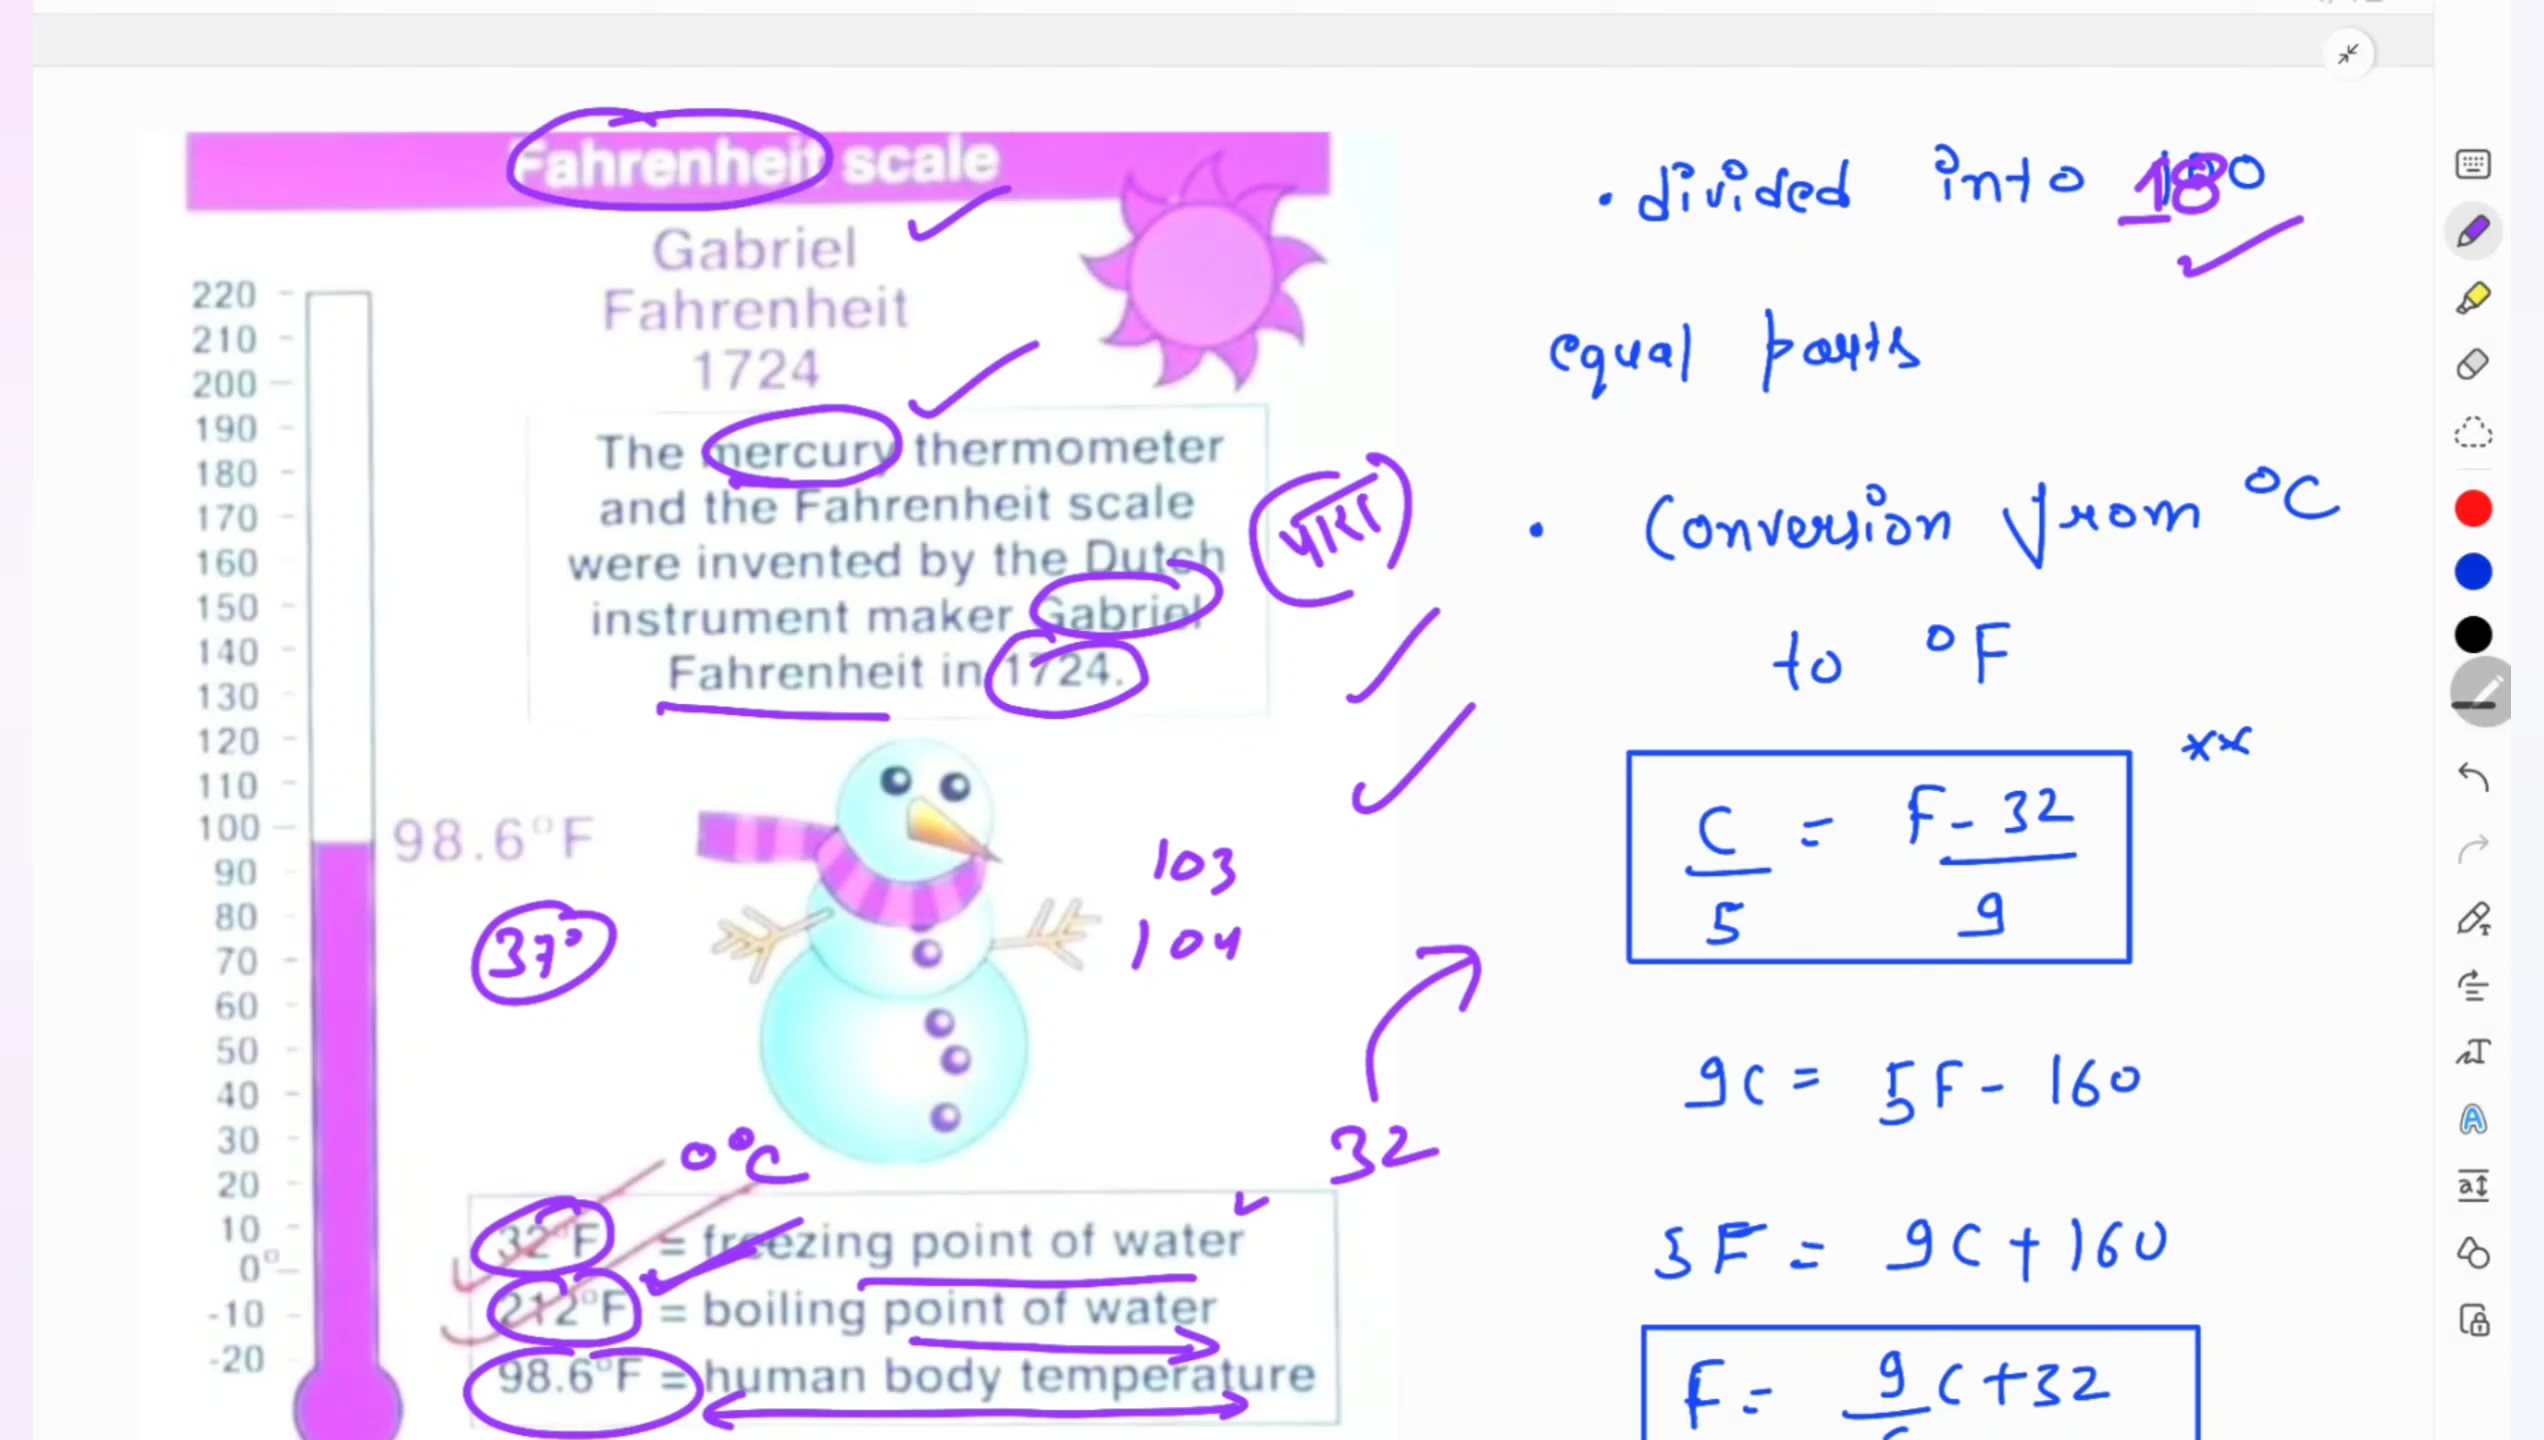 Fahrenheit scale
Gabriel
Fahrenheit
1724
The mercury thermometer
and the Fahrenheit scale
were invented by the Dutch
instrument maker Gabriel
Fahrenheit in 1724.
पारा
220
210
200
190
180
170
160
150
140
130
120
110
100
90
80
70
60
50
40
30
20
10
0°
-10
-20
98.6°F
37°
103
104
0°C
32
32°F = freezing point of water
212°F = boiling point of water
98.6°F = human body temperature
• divided into 180
equal parts
• Conversion from °C
to °F
**
C/5 = F-32/9
9C = 5F - 160
5F = 9C + 160
F = 9/5 C + 32